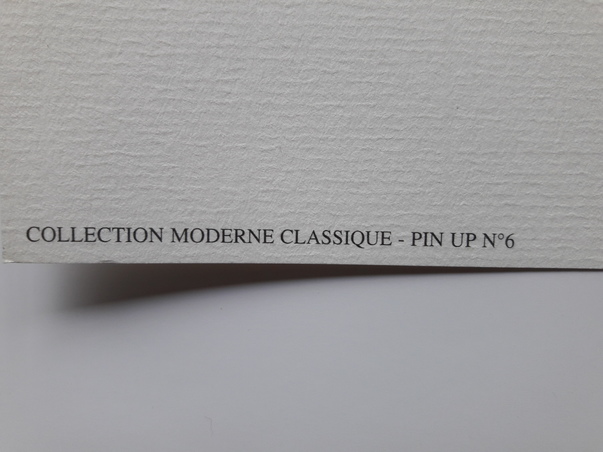 COLLECTION MODERNE CLASSIQUE - PIN UP N°6